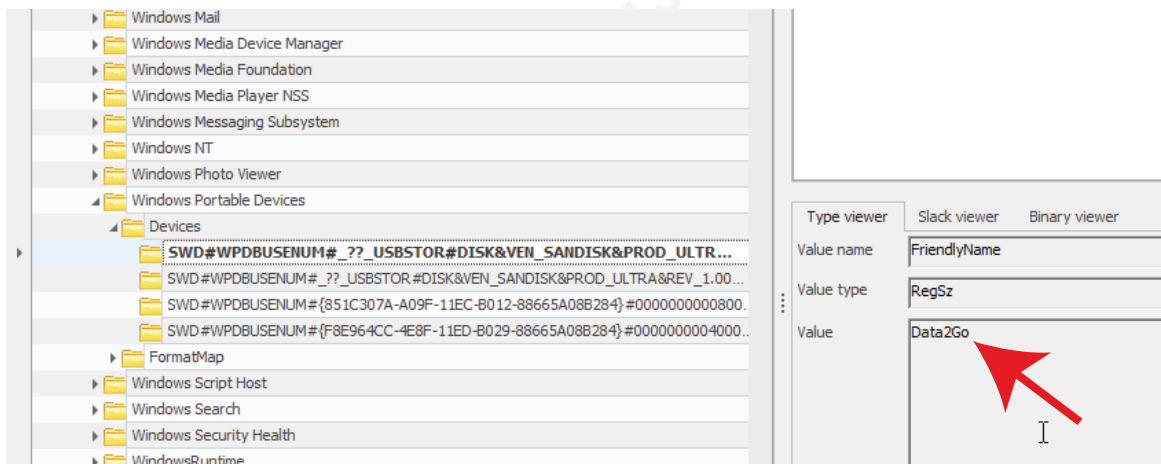 Windows Mail
Windows Media Device Manager
Windows Media Foundation
Windows Media Player NSS
Windows Messaging Subsystem
Windows NT
Windows Photo Viewer
Windows Portable Devices
Devices
SWD#WPDBUSENUM#_??_USBSTOR#DISK&VEN_SANDISK&PROD_ULTR...
SWD#WPDBUSENUM#_??_USBSTOR#DISK&VEN_SANDISK&PROD_ULTRA&REV_1.00...
SWD#WPDBUSENUM#{851C307A-A09F-11EC-B012-88665A08B284}#0000000000800...
SWD#WPDBUSENUM#{F8E964CC-4E8F-11ED-B029-88665A08B284}#0000000004000...
FormatMap
Windows Script Host
Windows Search
Windows Security Health
WindowsRuntime
Type viewer Slack viewer Binary viewer
Value name FriendlyName
Value type RegSz
Value Data2Go